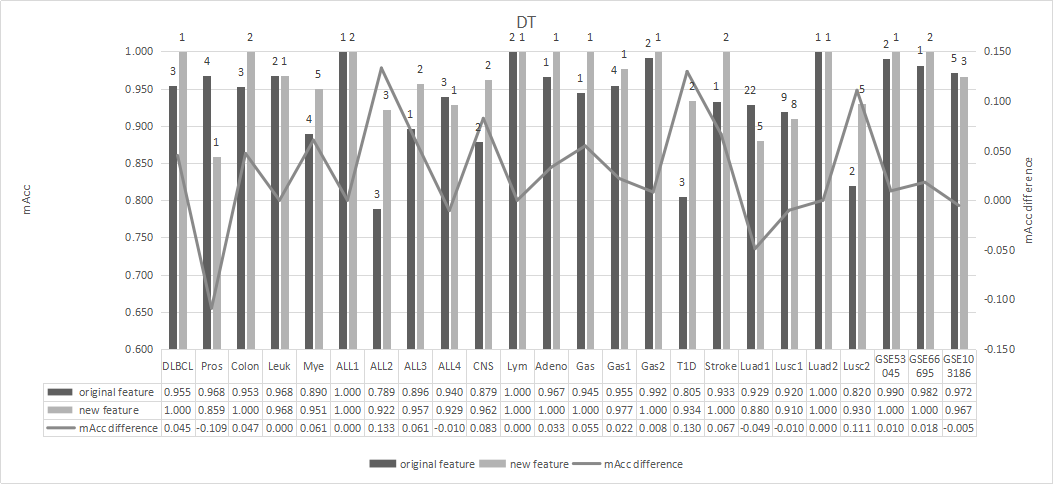 DT
1 1 2 1 2 2 1 1 1 1 2 1 1 2 1 1 2
1.000 0.150
3 4 3 2 1 5 3 2 3 1 2 1 1 4 1 2 1 22 9 8 5 1 5 3
0.950 0.100
1 4 3 1 2 3 2 5 2
0.900
0.850 0.050
0.800 0.000
0.750
0.700 -0.050
0.650 -0.100
0.600 -0.150
mAcc
mAcc difference
DLBCL Pros Colon Leuk Mye ALL1 ALL2 ALL3 ALL4 CNS Lym Adeno Gas Gas1 Gas2 T1D Stroke Luad1 Lusc1 Luad2 Lusc2 GSE53045 GSE66695 GSE103186
original feature 0.955 0.968 0.953 0.968 0.890 1.000 0.789 0.896 0.940 0.879 1.000 0.967 0.945 0.955 0.992 0.805 0.933 0.929 0.920 1.000 0.820 0.990 0.982 0.972
new feature 1.000 0.859 1.000 0.968 0.951 1.000 0.922 0.957 0.929 0.962 1.000 1.000 1.000 0.977 1.000 0.934 1.000 0.880 0.910 1.000 0.930 1.000 1.000 0.967
mAcc difference 0.045 -0.109 0.047 0.000 0.061 0.000 0.133 0.061 -0.010 0.083 0.000 0.033 0.055 0.022 0.008 0.130 0.067 -0.049 -0.010 0.000 0.111 0.010 0.018 -0.005
original feature new feature mAcc difference